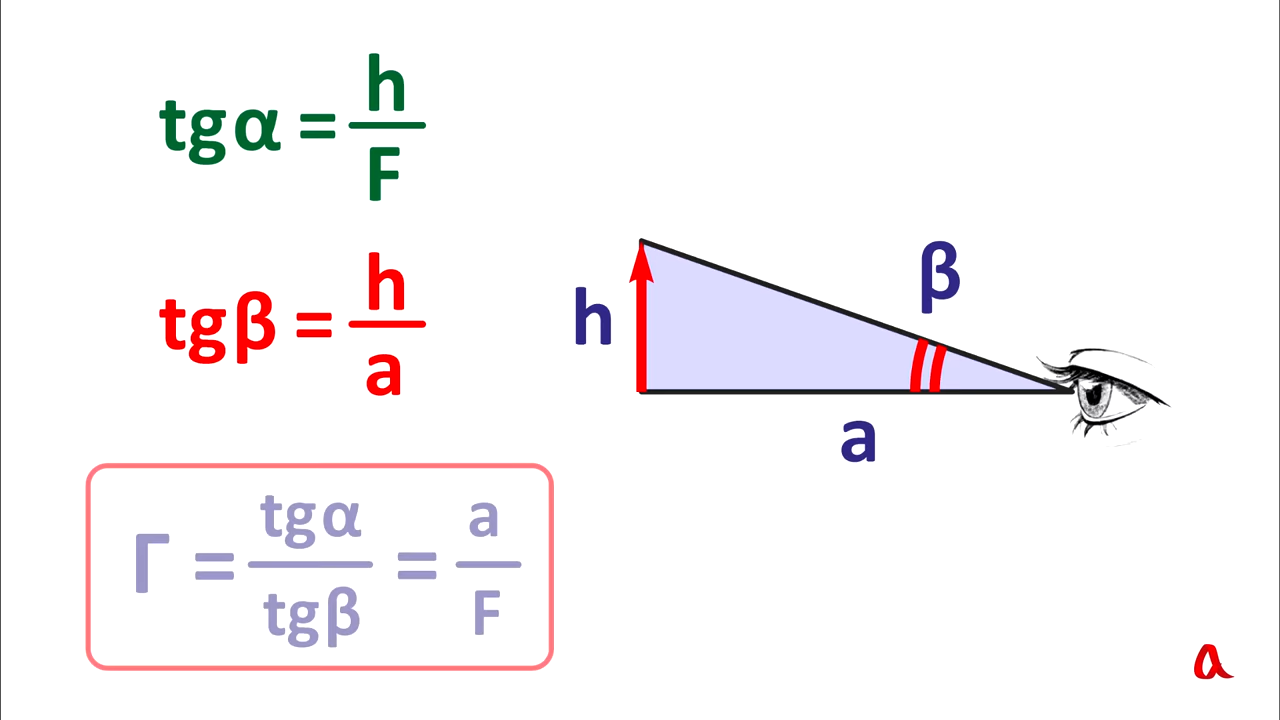 tgα = h/F
tgβ = h/a
h
β
a
Γ = tgα/tgβ = a/F
a